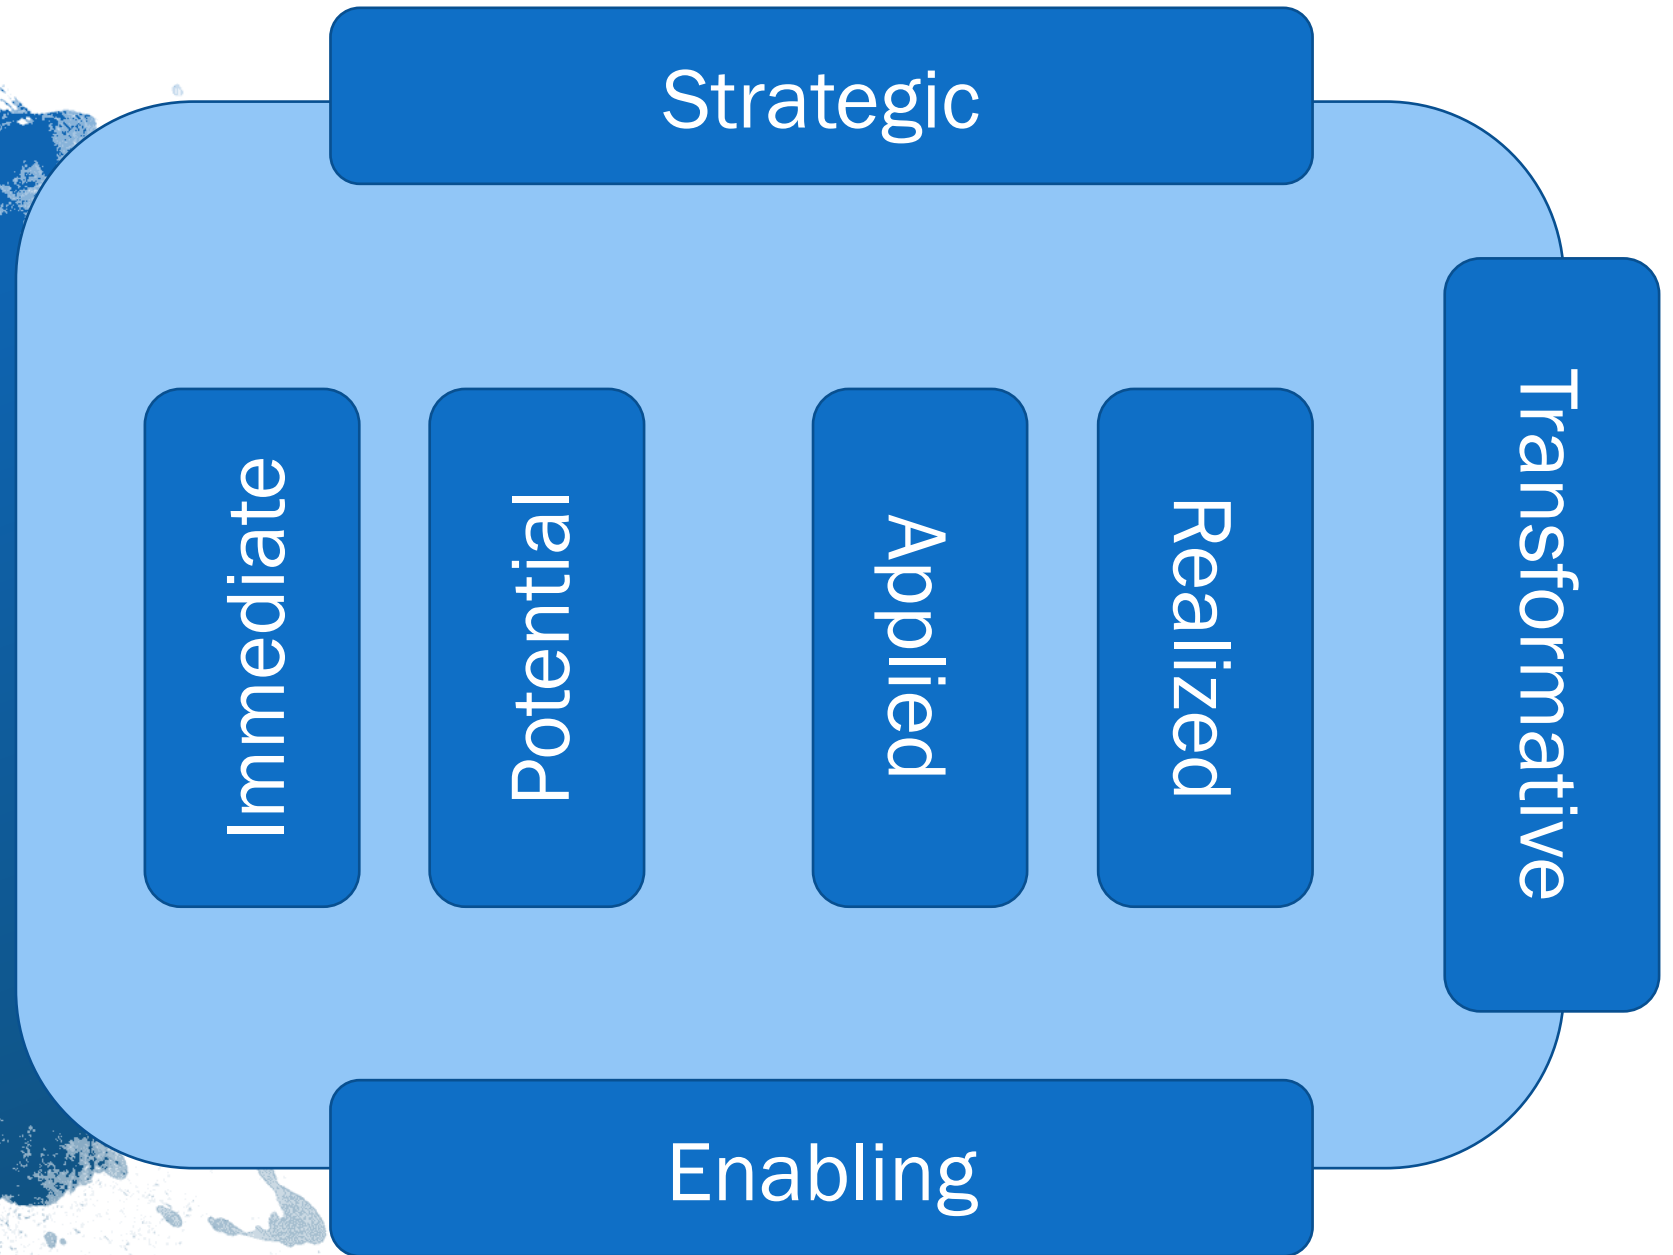 Strategic
Immediate
Potential
Applied
Realized
Transformative
Enabling